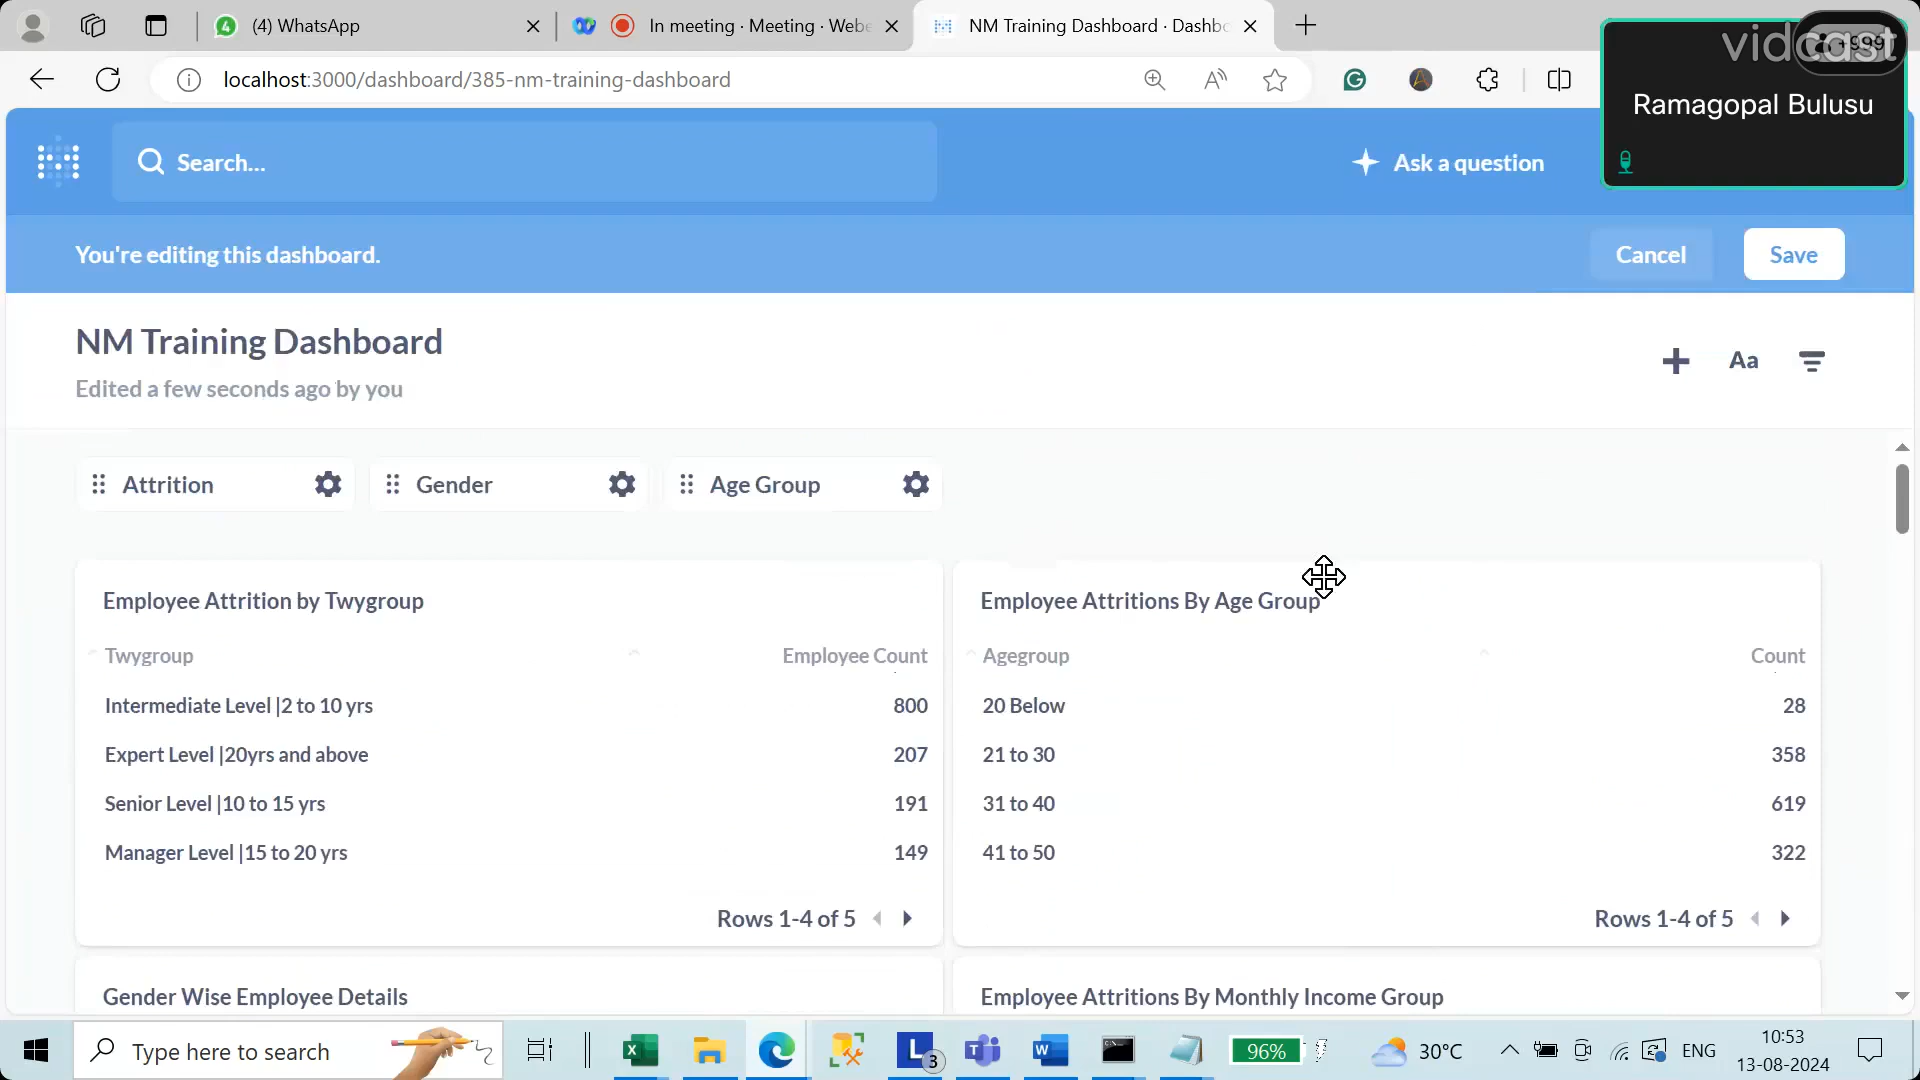 (4) WhatsApp
In meeting · Meeting · Webe
NM Training Dashboard · Dashbo
vidcast
+999
Ramagopal Bulusu
localhost:3000/dashboard/385-nm-training-dashboard
Search...
Ask a question
You're editing this dashboard.
Cancel
Save
NM Training Dashboard
Edited a few seconds ago by you
Aa
Attrition
Gender
Age Group
Employee Attrition by Twygroup
Twygroup
Employee Count
Intermediate Level |2 to 10 yrs
800
Expert Level |20yrs and above
207
Senior Level |10 to 15 yrs
191
Manager Level |15 to 20 yrs
149
Rows 1-4 of 5
Employee Attritions By Age Group
Agegroup
Count
20 Below
28
21 to 30
358
31 to 40
619
41 to 50
322
Rows 1-4 of 5
Gender Wise Employee Details
Employee Attritions By Monthly Income Group
Type here to search
3
96%
30°C
ENG
10:53
13-08-2024